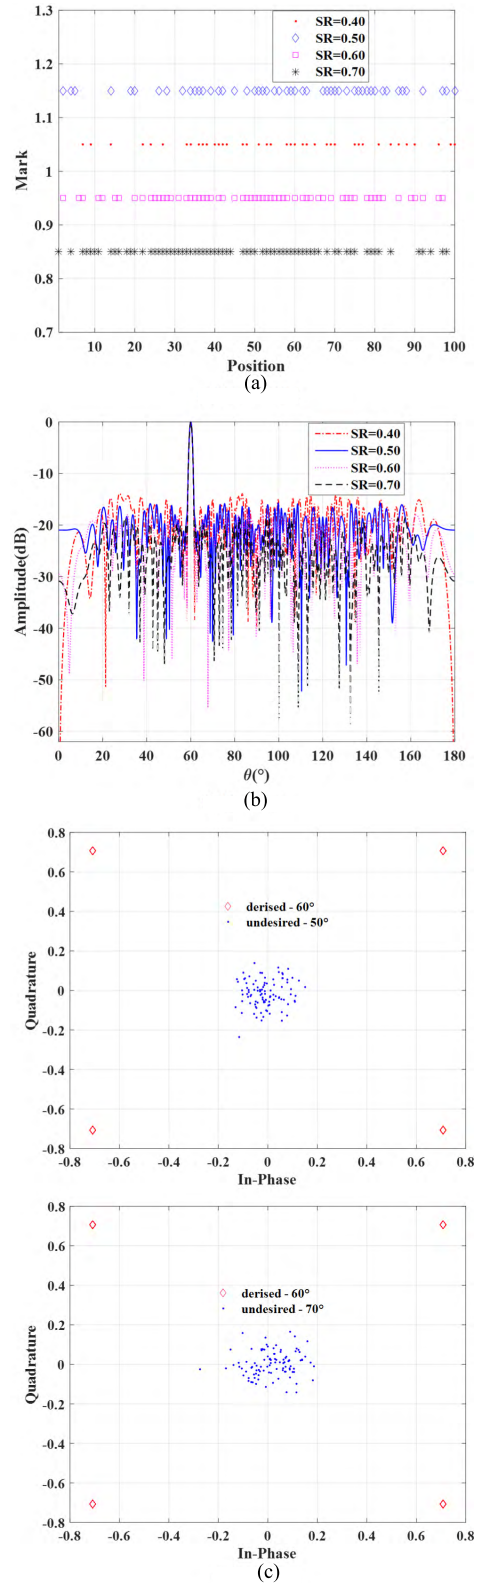 1.3
1.2
1.1
1
0.9
0.8
0.7
Mark
SR=0.40
SR=0.50
SR=0.60
SR=0.70
10 20 30 40 50 60 70 80 90 100
Position
(a)
0
-10
-20
-30
-40
-50
-60
Amplitude(dB)
SR=0.40
SR=0.50
SR=0.60
SR=0.70
0 20 40 60 80 100 120 140 160 180
θ(°)
(b)
0.8
0.6
0.4
0.2
0
-0.2
-0.4
-0.6
-0.8
Quadrature
derised - 60°
undesired - 50°
-0.8 -0.6 -0.4 -0.2 0 0.2 0.4 0.6 0.8
In-Phase
0.8
0.6
0.4
0.2
0
-0.2
-0.4
-0.6
-0.8
Quadrature
derised - 60°
undesired - 70°
-0.8 -0.6 -0.4 -0.2 0 0.2 0.4 0.6 0.8
In-Phase
(c)